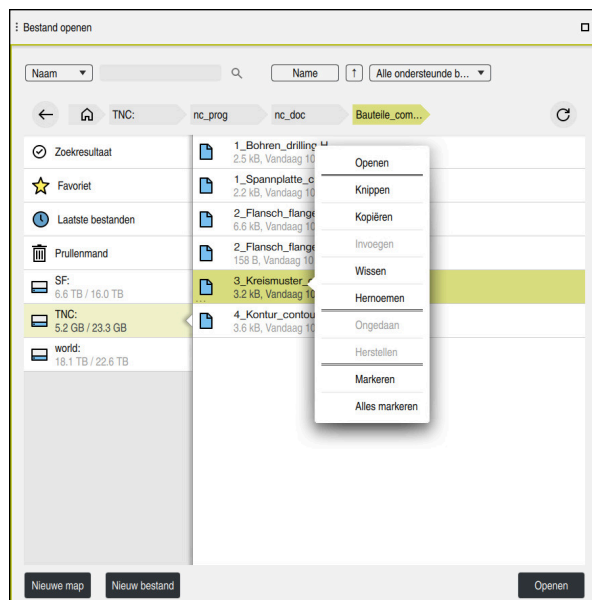 Bestand openen
Naam Name ↑ Alle ondersteunde b...
TNC: nc_prog nc_doc Bauteile_com...
Zoekresultaat
Favoriet
Laatste bestanden
Prullenmand
SF:
6.6 TB / 16.0 TB
TNC:
5.2 GB / 23.3 GB
world:
18.1 TB / 22.6 TB
1_Bohren_drilling.H
2.5 kB, Vandaag 10
1_Spannplatte_c
2.2 kB, Vandaag 10
2_Flansch_flange
6.6 kB, Vandaag 10
2_Flansch_flange
158 B, Vandaag 10
3_Kreismuster_c
3.2 kB, Vandaag 10
...
4_Kontur_contou
3.6 kB, Vandaag 10
Openen
Knippen
Kopiëren
Invoegen
Wissen
Hernoemen
Ongedaan
Herstellen
Markeren
Alles markeren
Nieuwe map Nieuw bestand Openen